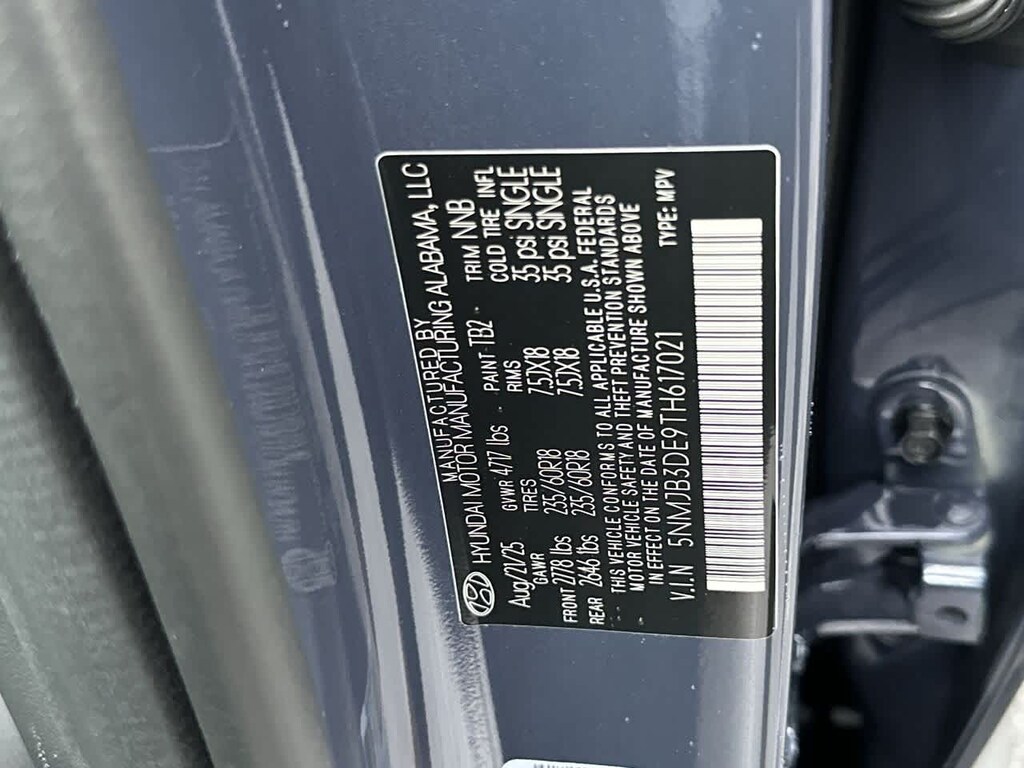 MANUFACTURED BY
HYUNDAI MOTOR MANUFACTURING ALABAMA, LLC
Aug/21/25 GVWR 4717 lbs PAINT: TB2 TRIM NNB
GAWR TIRES RIMS COLD TIRE INFL
FRONT 2778 lbs 235/60R18 7.5JX18 35 psi SINGLE
REAR 2646 lbs 235/60R18 7.5JX18 35 psi SINGLE
THIS VEHICLE CONFORMS TO ALL APPLICABLE U.S.A. FEDERAL
MOTOR VEHICLE SAFETY AND THEFT PREVENTION STANDARDS
IN EFFECT ON THE DATE OF MANUFACTURE SHOWN ABOVE
V.I.N 5NMJB3DE9TH617021 TYPE: MPV